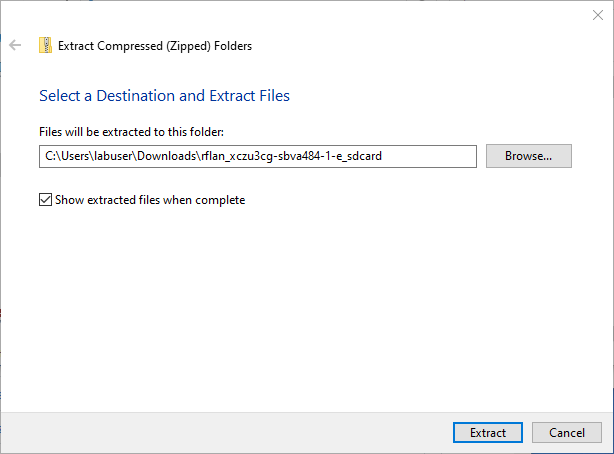 Extract Compressed (Zipped) Folders
Select a Destination and Extract Files
Files will be extracted to this folder:
C:\Users\labuser\Downloads\rflan_xczu3cg-sbva484-1-e_sdcard
Browse...
Show extracted files when complete
Extract
Cancel